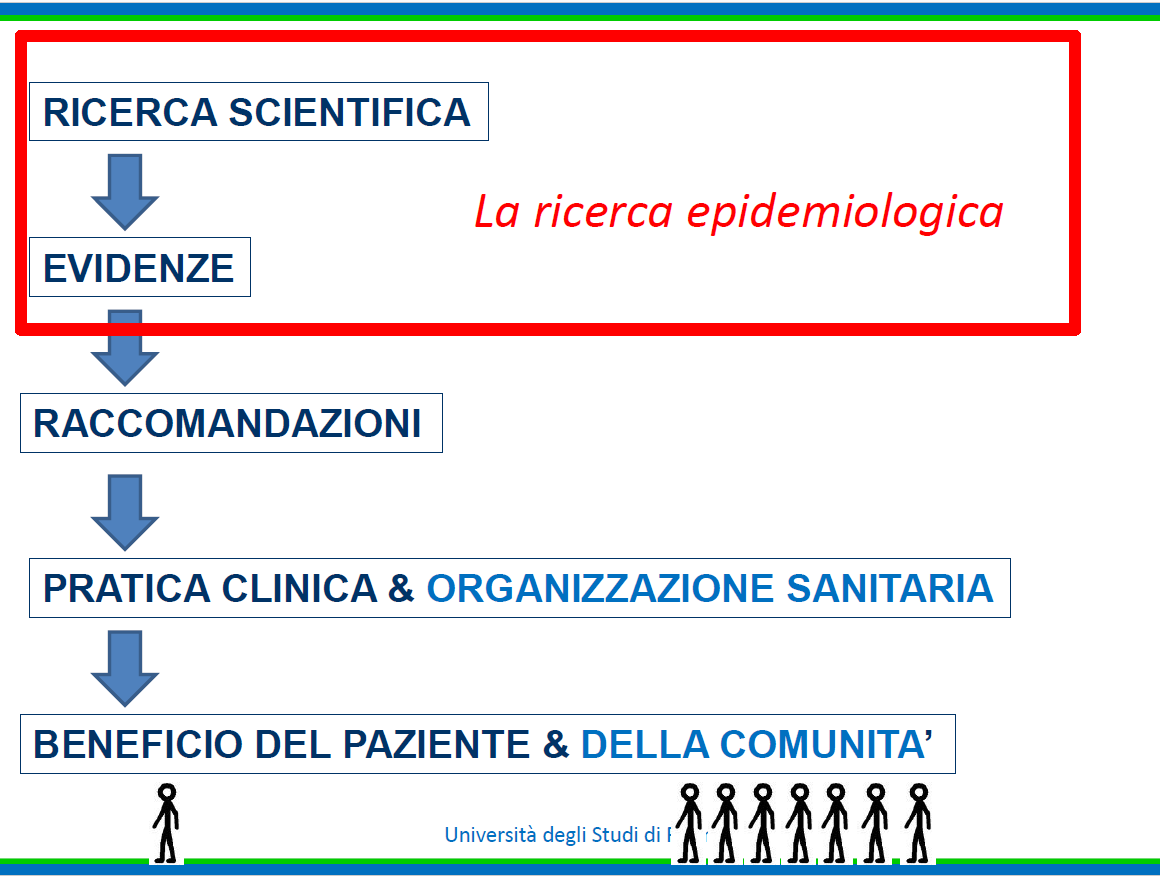 RICERCA SCIENTIFICA
La ricerca epidemiologica
EVIDENZE
RACCOMANDAZIONI
PRATICA CLINICA & ORGANIZZAZIONE SANITARIA
BENEFICIO DEL PAZIENTE & DELLA COMUNITA’
Università degli Studi di